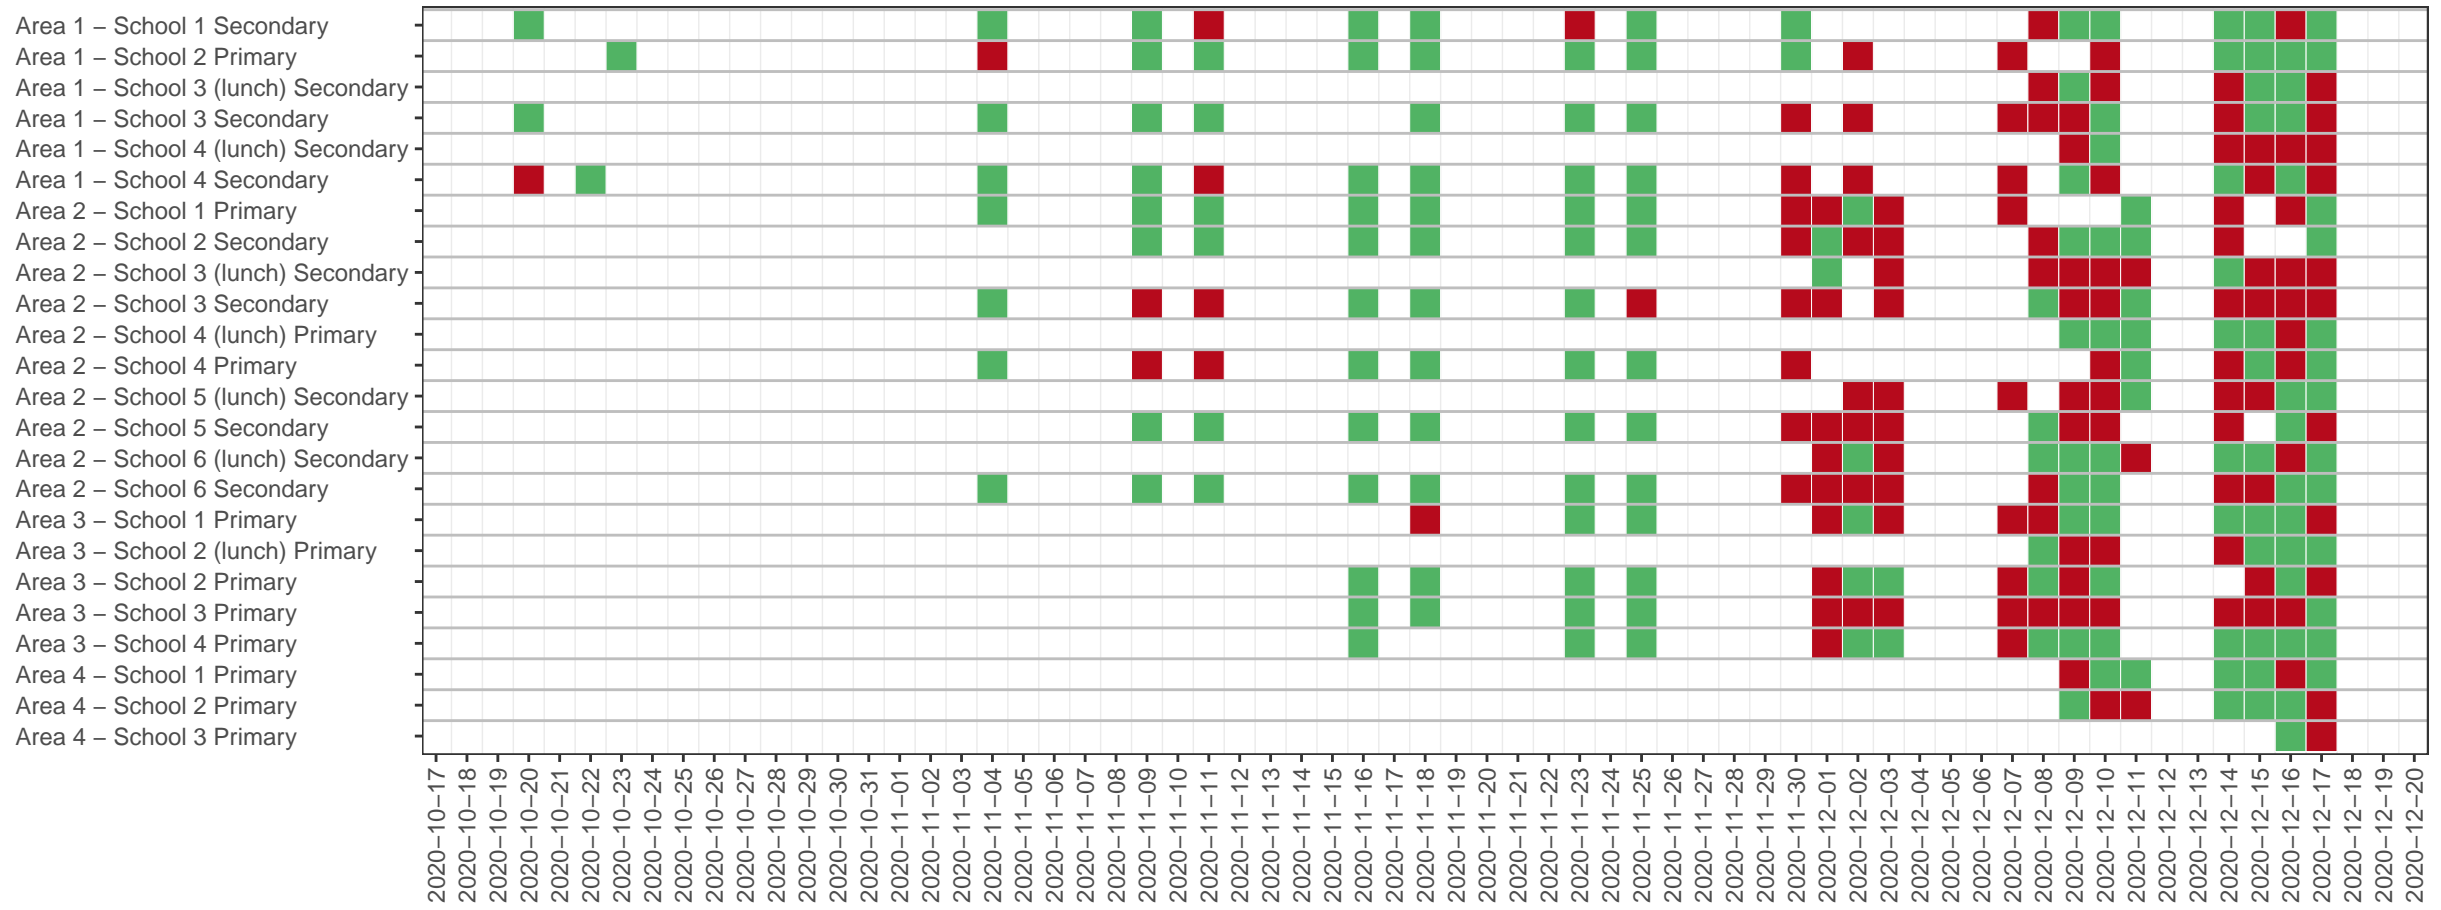 Area 1 – School 1 Secondary
Area 1 – School 2 Primary
Area 1 – School 3 (lunch) Secondary
Area 1 – School 3 Secondary
Area 1 – School 4 (lunch) Secondary
Area 1 – School 4 Secondary
Area 2 – School 1 Primary
Area 2 – School 2 Secondary
Area 2 – School 3 (lunch) Secondary
Area 2 – School 3 Secondary
Area 2 – School 4 (lunch) Primary
Area 2 – School 4 Primary
Area 2 – School 5 (lunch) Secondary
Area 2 – School 5 Secondary
Area 2 – School 6 (lunch) Secondary
Area 2 – School 6 Secondary
Area 3 – School 1 Primary
Area 3 – School 2 (lunch) Primary
Area 3 – School 2 Primary
Area 3 – School 3 Primary
Area 3 – School 4 Primary
Area 4 – School 1 Primary
Area 4 – School 2 Primary
Area 4 – School 3 Primary
2020−10−17
2020−10−18
2020−10−19
2020−10−20
2020−10−21
2020−10−22
2020−10−23
2020−10−24
2020−10−25
2020−10−26
2020−10−27
2020−10−28
2020−10−29
2020−10−30
2020−10−31
2020−11−01
2020−11−02
2020−11−03
2020−11−04
2020−11−05
2020−11−06
2020−11−07
2020−11−08
2020−11−09
2020−11−10
2020−11−11
2020−11−12
2020−11−13
2020−11−14
2020−11−15
2020−11−16
2020−11−17
2020−11−18
2020−11−19
2020−11−20
2020−11−21
2020−11−22
2020−11−23
2020−11−24
2020−11−25
2020−11−26
2020−11−27
2020−11−28
2020−11−29
2020−11−30
2020−12−01
2020−12−02
2020−12−03
2020−12−04
2020−12−05
2020−12−06
2020−12−07
2020−12−08
2020−12−09
2020−12−10
2020−12−11
2020−12−12
2020−12−13
2020−12−14
2020−12−15
2020−12−16
2020−12−17
2020−12−18
2020−12−19
2020−12−20